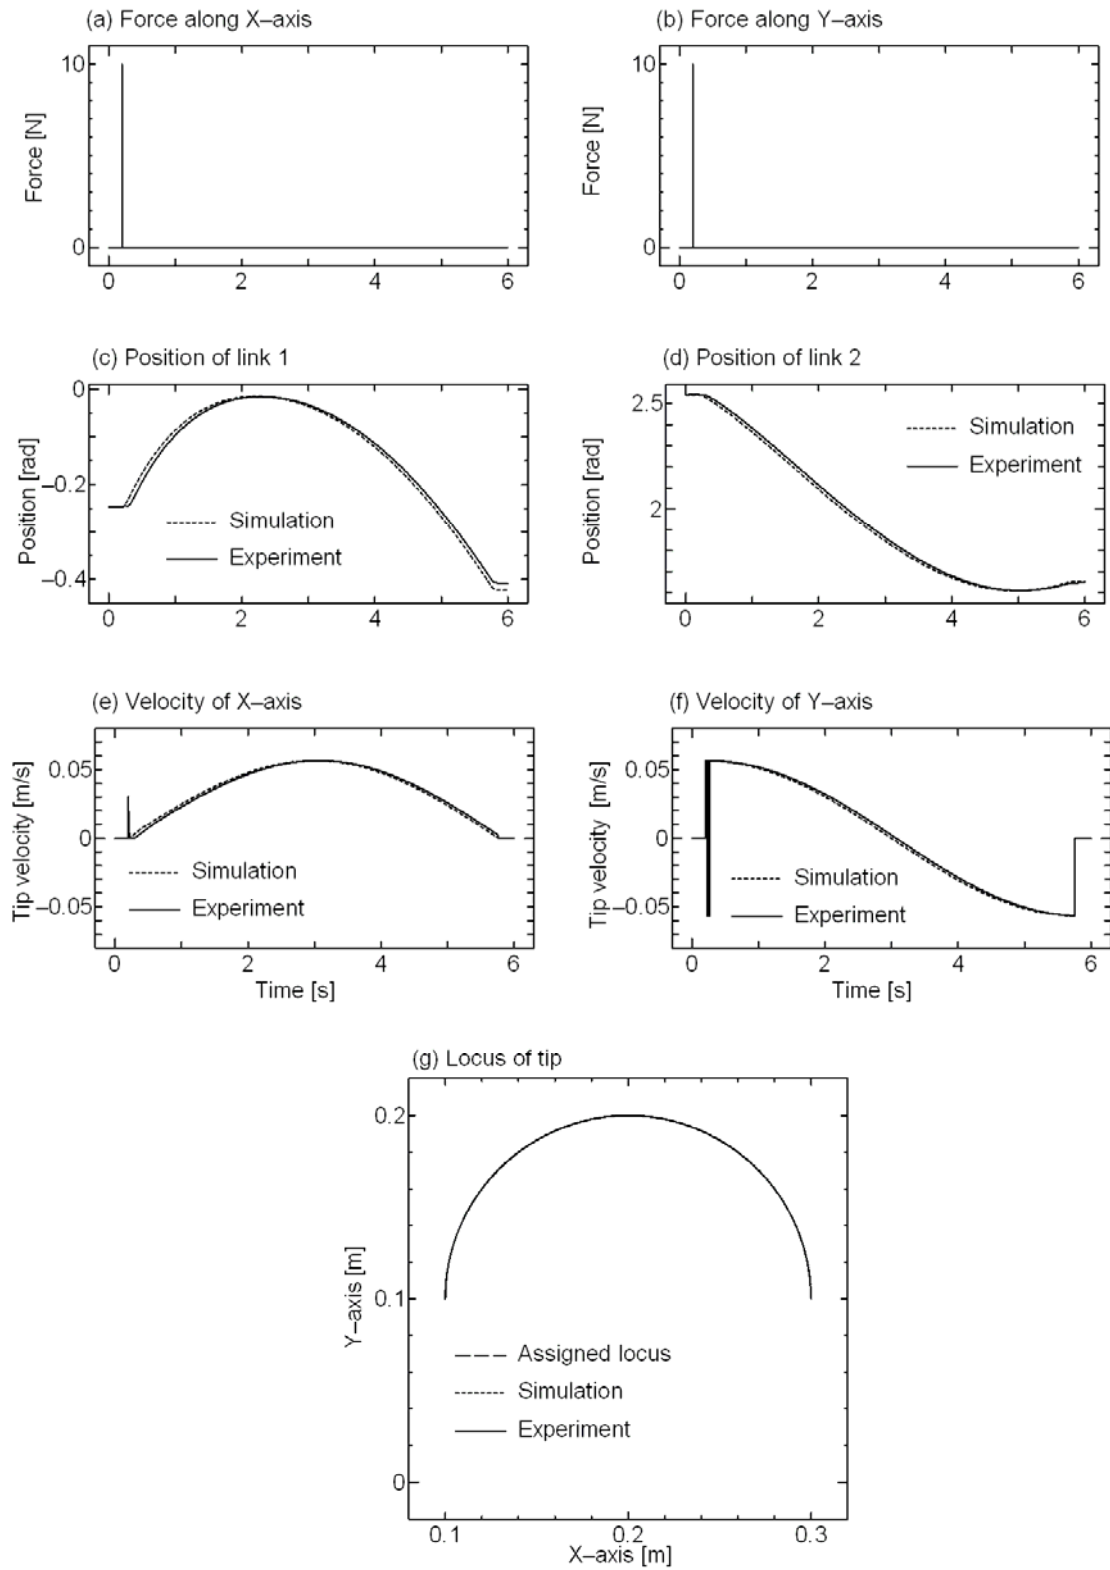 (a) Force along X–axis
(b) Force along Y–axis
10
0
Force [N]
0 2 4 6
10
0
Force [N]
0 2 4 6
(c) Position of link 1
(d) Position of link 2
0
–0.2
–0.4
Position [rad]
Simulation
Experiment
0 2 4 6
2.5
2
Position [rad]
Simulation
Experiment
0 2 4 6
(e) Velocity of X–axis
(f) Velocity of Y–axis
0.05
0
–0.05
Tip velocity [m/s]
Simulation
Experiment
0 2 4 6
Time [s]
0.05
0
–0.05
Tip velocity [m/s]
Simulation
Experiment
0 2 4 6
Time [s]
(g) Locus of tip
0.2
0.1
0
Y–axis [m]
Assigned locus
Simulation
Experiment
0.1 0.2 0.3
X–axis [m]